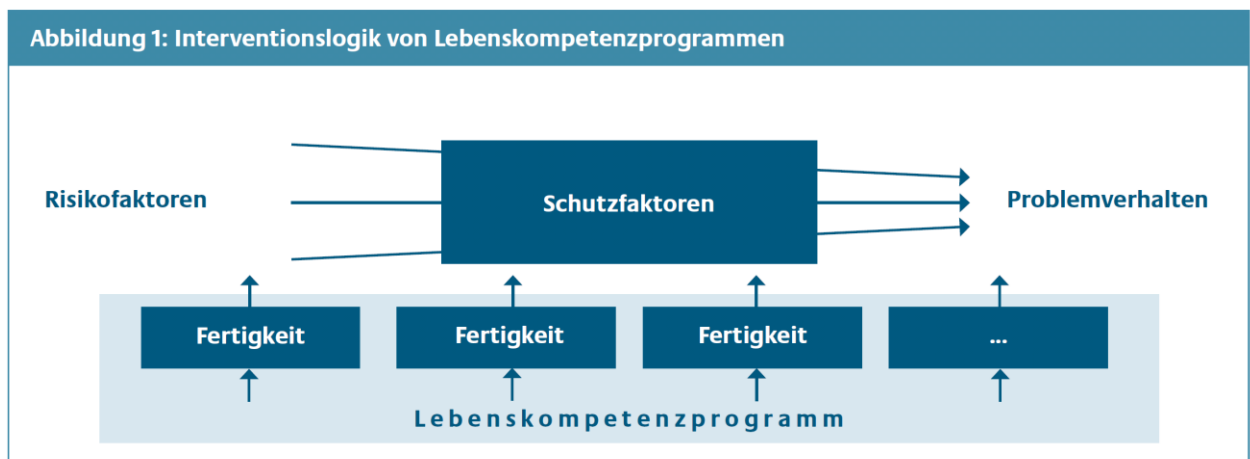 Abbildung 1: Interventionslogik von Lebenskompetenzprogrammen
Risikofaktoren
Schutzfaktoren
Problemverhalten
Fertigkeit
Fertigkeit
Fertigkeit
...
Lebenskompetenzprogramm